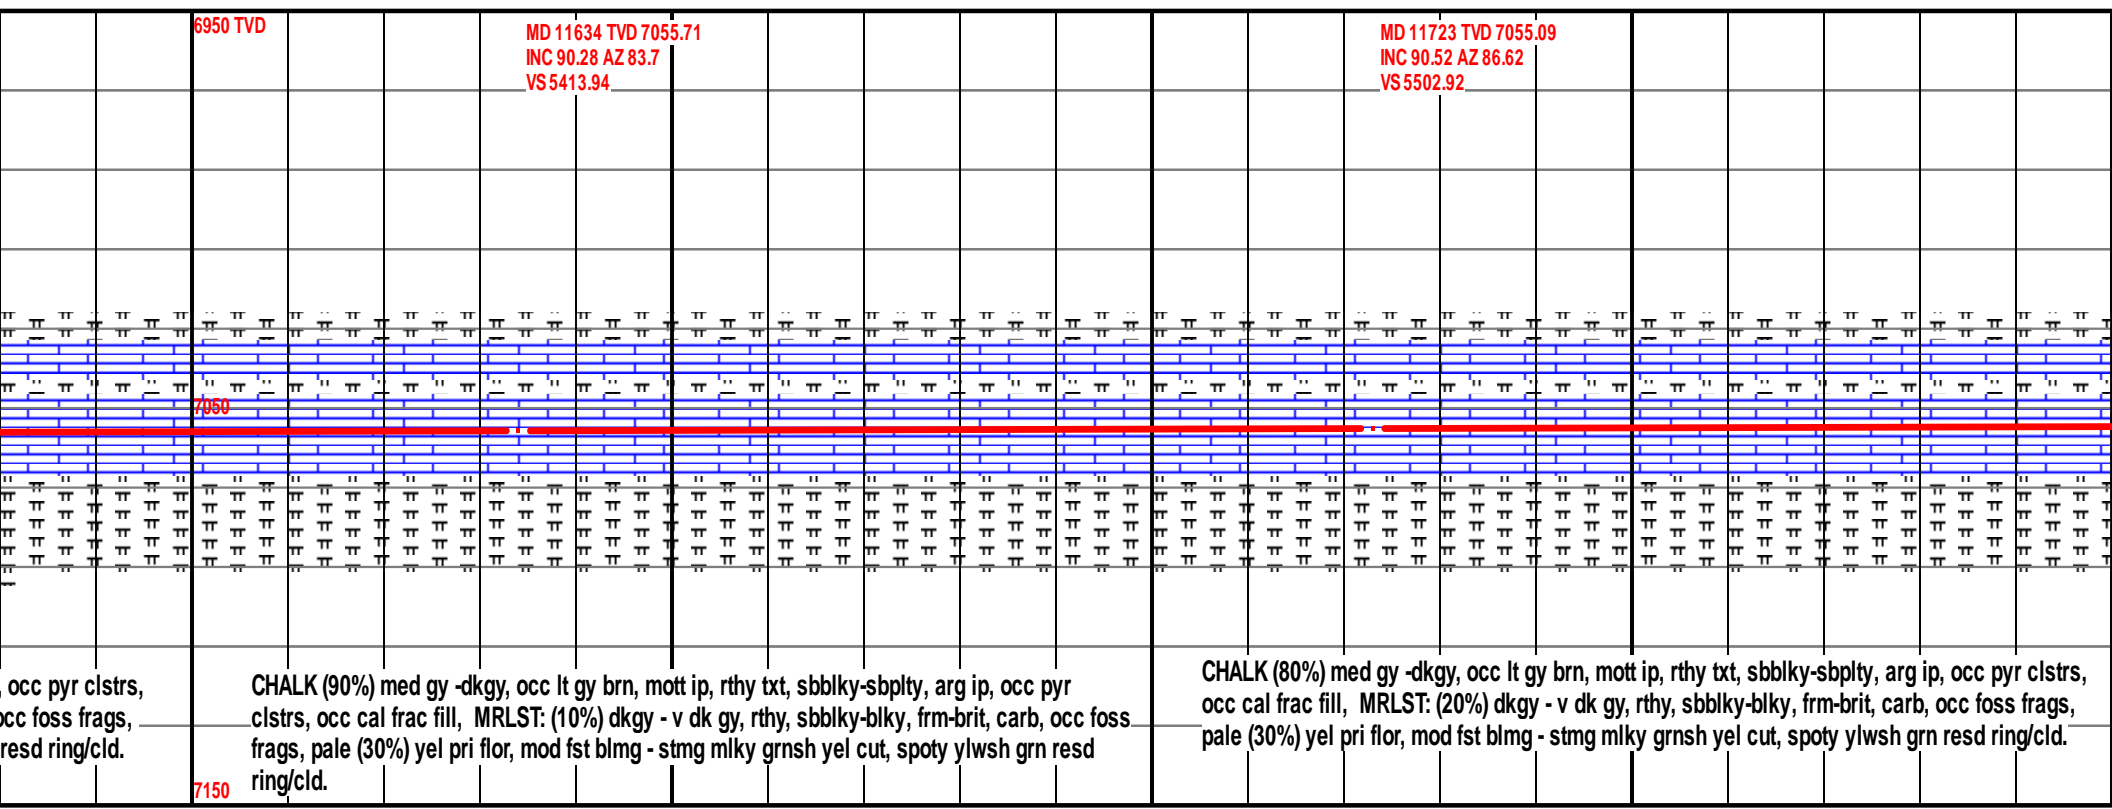 6950 TVD
MD 11634 TVD 7055.71
INC 90.28 AZ 83.7
VS 5413.94
MD 11723 TVD 7055.09
INC 90.52 AZ 86.62
VS 5502.92
7050
, occ pyr clstrs,
occ foss frags,
resd ring/cld.
CHALK (90%) med gy -dkgy, occ lt gy brn, mott ip, rthy txt, sbblky-sbplty, arg ip, occ pyr
clstrs, occ cal frac fill, MRLST: (10%) dkgy - v dk gy, rthy, sbblky-blky, frm-brit, carb, occ foss
frags, pale (30%) yel pri flor, mod fst blmg - stmg mlky grnsh yel cut, spoty ylwsh grn resd
ring/cld.
CHALK (80%) med gy -dkgy, occ lt gy brn, mott ip, rthy txt, sbblky-sbplty, arg ip, occ pyr clstrs,
occ cal frac fill, MRLST: (20%) dkgy - v dk gy, rthy, sbblky-blky, frm-brit, carb, occ foss frags,
pale (30%) yel pri flor, mod fst blmg - stmg mlky grnsh yel cut, spoty ylwsh grn resd ring/cld.
7150